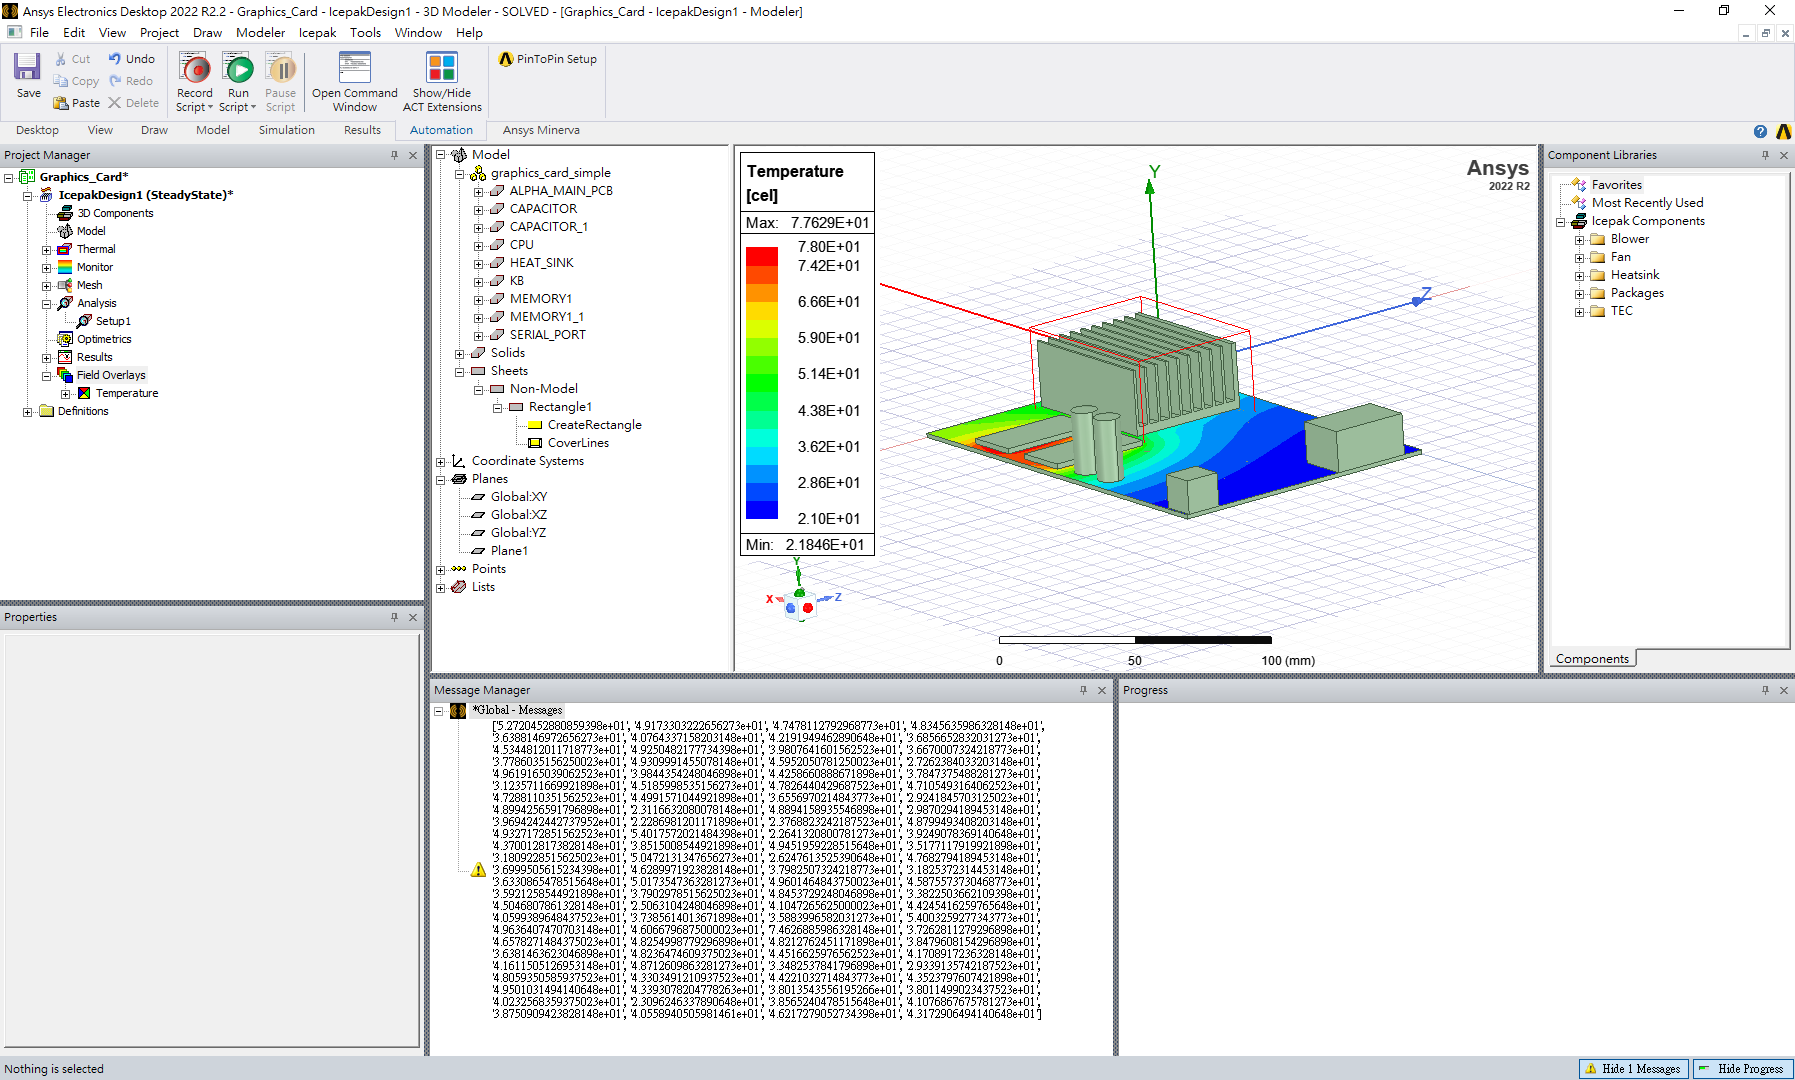 Ansys Electronics Desktop 2022 R2.2 - Graphics_Card - IcepakDesign1 - 3D Modeler - SOLVED - [Graphics_Card - IcepakDesign1 - Modeler]
File Edit View Project Draw Modeler Icepak Tools Window Help
Save
Cut
Copy
Paste
Undo
Redo
Delete
Record Script
Run Script
Pause Script
Open Command Window
Show/Hide ACT Extensions
PinToPin Setup
Desktop View Draw Model Simulation Results Automation Ansys Minerva
Project Manager
Graphics_Card*
IcepakDesign1 (SteadyState)*
3D Components
Model
Thermal
Monitor
Mesh
Analysis
Setup1
Optimetrics
Results
Field Overlays
Temperature
Definitions
Properties
Model
graphics_card_simple
ALPHA_MAIN_PCB
CAPACITOR
CAPACITOR_1
CPU
HEAT_SINK
KB
MEMORY1
MEMORY1_1
SERIAL_PORT
Solids
Sheets
Non-Model
Rectangle1
CreateRectangle
CoverLines
Coordinate Systems
Planes
Global:XY
Global:XZ
Global:YZ
Plane1
Points
Lists
Temperature
[cel]
Max: 7.7629E+01
7.80E+01
7.42E+01
6.66E+01
5.90E+01
5.14E+01
4.38E+01
3.62E+01
2.86E+01
2.10E+01
Min: 2.1846E+01
Y
Z
Ansys
2022 R2
Y
X
Z
0 50 100 (mm)
Component Libraries
Favorites
Most Recently Used
Icepak Components
Blower
Fan
Heatsink
Packages
TEC
Components
Message Manager
*Global - Messages
['5.2720452880859398e+01', '4.9173303222656273e+01', '4.7478112792968773e+01', '4.8345635986328148e+01',
'3.6388146972656273e+01', '4.0764337158203148e+01', '4.2191949462890648e+01', '3.6856652832031273e+01',
'4.5344812011718773e+01', '4.9250482177734398e+01', '3.9807641601562523e+01', '3.6670007324218773e+01',
'3.7786035156250023e+01', '4.9309991455078148e+01', '4.5952050781250023e+01', '2.7262384033203148e+01',
'4.9619165039062523e+01', '3.9844354248046898e+01', '4.4258660888671898e+01', '3.7847375488281273e+01',
'3.1235711669921898e+01', '4.5185998535156273e+01', '4.7826440429687523e+01', '4.7105493164062523e+01',
'4.7288110351562523e+01', '4.4991571044921898e+01', '3.6556970214843773e+01', '2.9241845703125023e+01',
'4.8994256591796898e+01', '2.3116632080078148e+01', '4.8894158935546898e+01', '2.9870294189453148e+01',
'3.9694242442737952e+01', '2.2286981201171898e+01', '2.3768823242187523e+01', '4.8799493408203148e+01',
'4.9327172851562523e+01', '5.4017572021484398e+01', '2.2641320800781273e+01', '3.9249078369140648e+01',
'4.3700128173828148e+01', '3.8515008544921898e+01', '4.9451959228515648e+01', '3.5177117919921898e+01',
'3.1809228515625023e+01', '5.0472131347656273e+01', '2.6247613525390648e+01', '4.7682794189453148e+01',
'3.6999505615234398e+01', '4.6289971923828148e+01', '3.7982507324218773e+01', '3.1825372314453148e+01',
'3.6330865478515648e+01', '5.0173547363281273e+01', '4.9601464843750023e+01', '4.5875573730468773e+01',
'3.5921258544921898e+01', '3.7902978515625023e+01', '4.8453729248046898e+01', '3.3822503662109398e+01',
'4.5046807861328148e+01', '2.5063104248046898e+01', '4.1047265625000023e+01', '4.4245416259765648e+01',
'4.0599389648437523e+01', '3.7385614013671898e+01', '3.5883996582031273e+01', '5.4003259277343773e+01',
'4.9636407470703148e+01', '4.6066796875000023e+01', '7.4626885986328148e+01', '3.7262811279296898e+01',
'4.6578271484375023e+01', '4.8254998779296898e+01', '4.8212762451171898e+01', '3.8479608154296898e+01',
'3.6381463623046898e+01', '4.8236474609375023e+01', '4.4516625976562523e+01', '4.1708917236328148e+01',
'4.1611505126953148e+01', '4.8712609863281273e+01', '3.3482537841796898e+01', '2.9339135742187523e+01',
'4.8059350585937523e+01', '4.3303491210937523e+01', '4.4221032714843773e+01', '4.3523797607421898e+01',
'4.9501031494140648e+01', '4.3393078204778263e+01', '3.8013543556195266e+01', '3.8011499023437523e+01',
'4.0232568359375023e+01', '2.3096246337890648e+01', '3.8565240478515648e+01', '4.1076867675781273e+01',
'3.8750909423828148e+01', '4.0558940505981461e+01', '4.6217279052734398e+01', '4.3172906494140648e+01']
Progress
Nothing is selected
Hide 1 Messages
Hide Progress